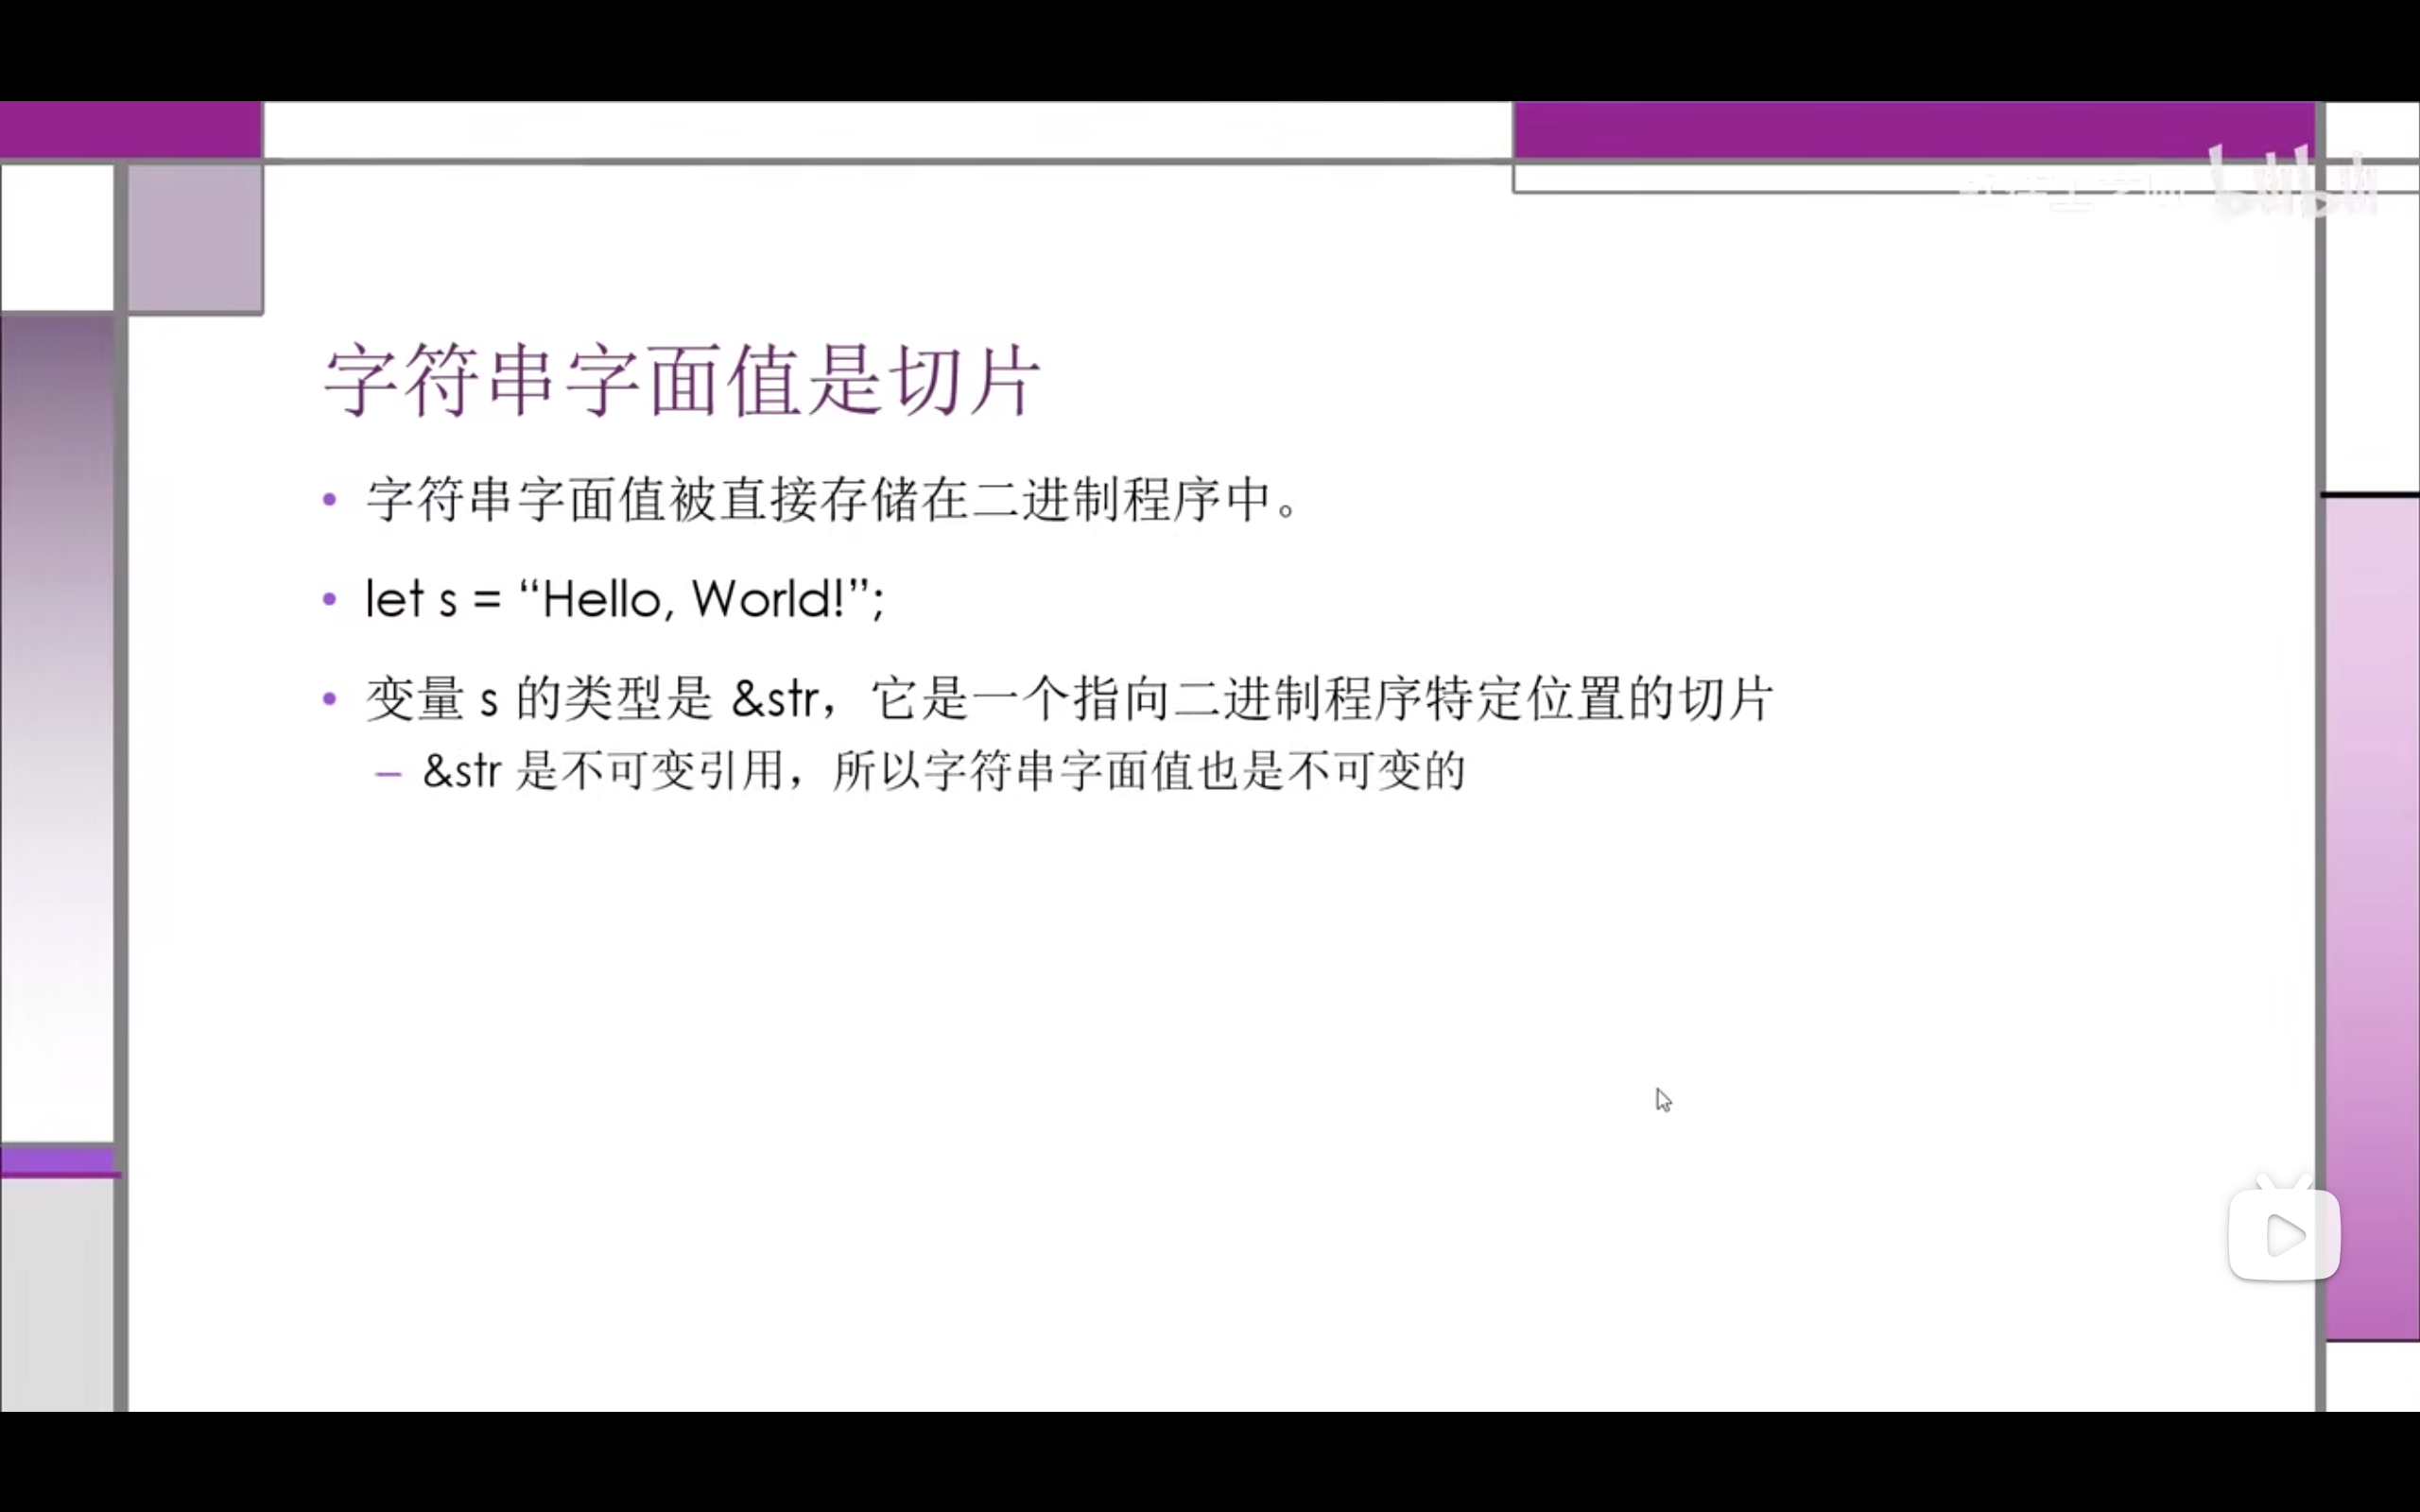 字符串字面值是切片
• 字符串字面值被直接存储在二进制程序中。
• let s = “Hello, World!”;
• 变量 s 的类型是 &str，它是一个指向二进制程序特定位置的切片
– &str 是不可变引用，所以字符串字面值也是不可变的